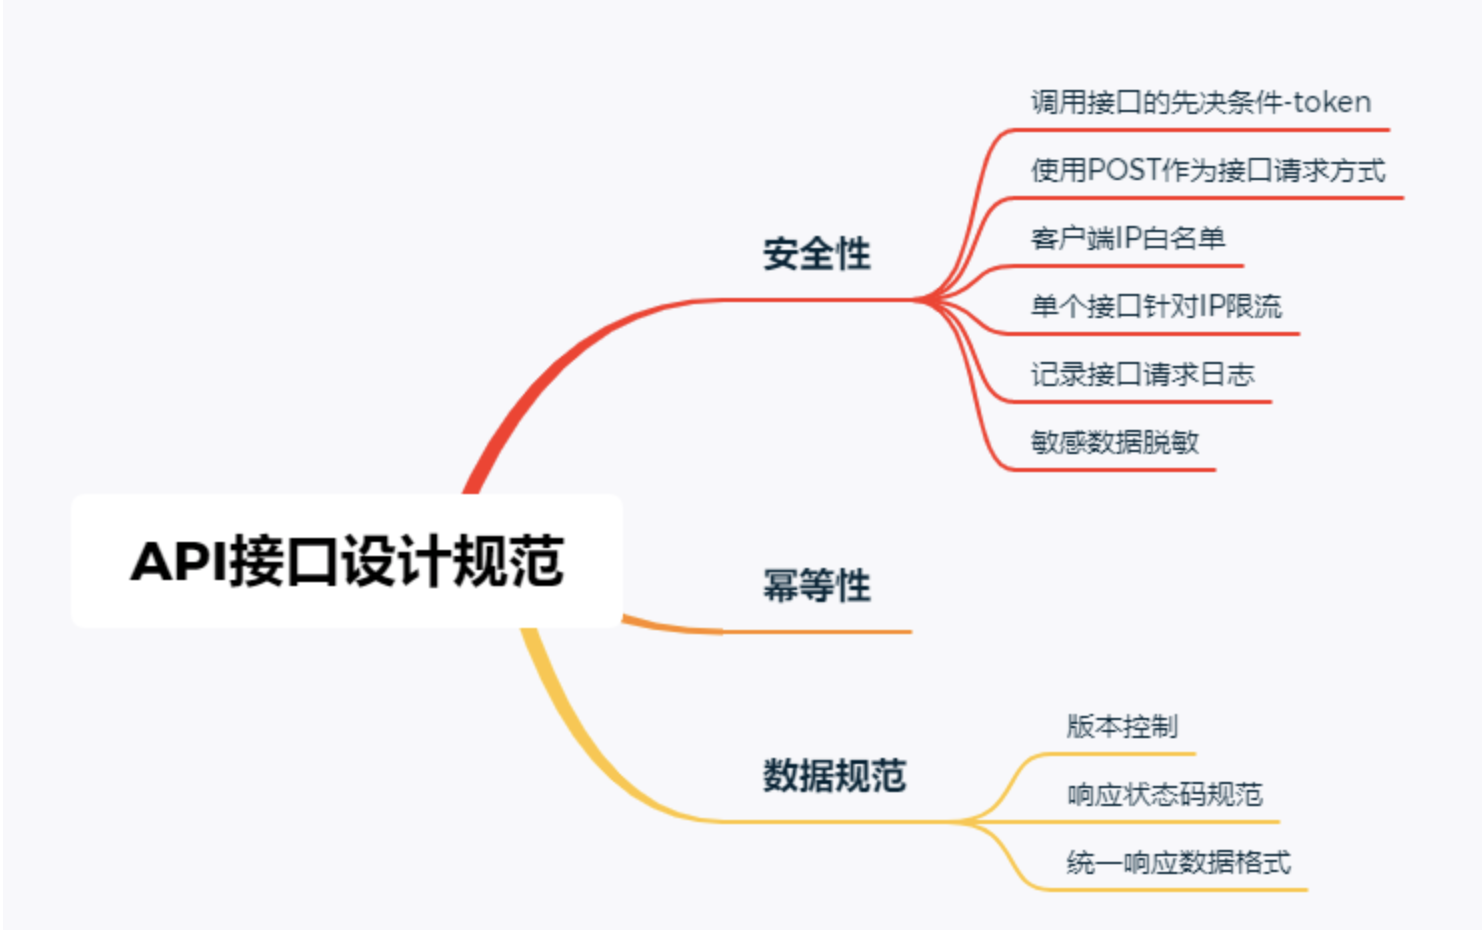 API接口设计规范
安全性
调用接口的先决条件-token
使用POST作为接口请求方式
客户端IP白名单
单个接口针对IP限流
记录接口请求日志
敏感数据脱敏
幂等性
数据规范
版本控制
响应状态码规范
统一响应数据格式